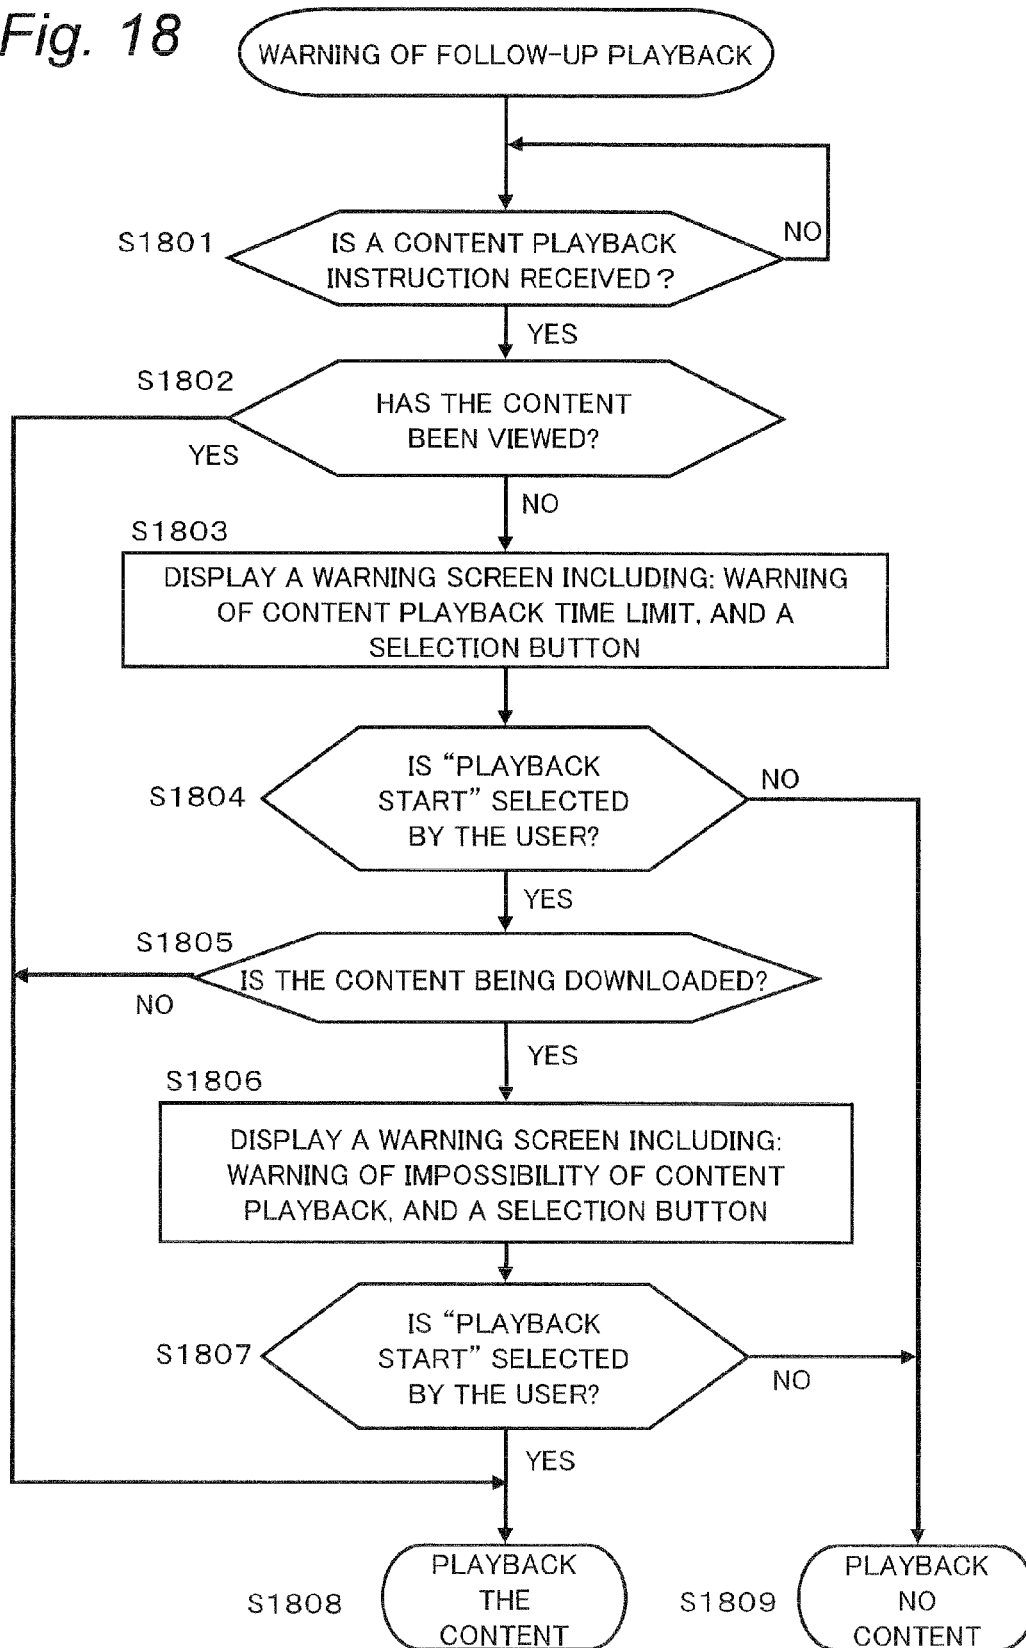 Fig. 18
WARNING OF FOLLOW-UP PLAYBACK
S1801
IS A CONTENT PLAYBACK
INSTRUCTION RECEIVED?
NO
YES
S1802
HAS THE CONTENT
BEEN VIEWED?
YES
NO
S1803
DISPLAY A WARNING SCREEN INCLUDING: WARNING
OF CONTENT PLAYBACK TIME LIMIT, AND A
SELECTION BUTTON
S1804
IS “PLAYBACK
START” SELECTED
BY THE USER?
NO
YES
S1805
IS THE CONTENT BEING DOWNLOADED?
NO
YES
S1806
DISPLAY A WARNING SCREEN INCLUDING:
WARNING OF IMPOSSIBILITY OF CONTENT
PLAYBACK, AND A SELECTION BUTTON
S1807
IS “PLAYBACK
START” SELECTED
BY THE USER?
NO
YES
S1808
PLAYBACK
THE
CONTENT
S1809
PLAYBACK
NO
CONTENT